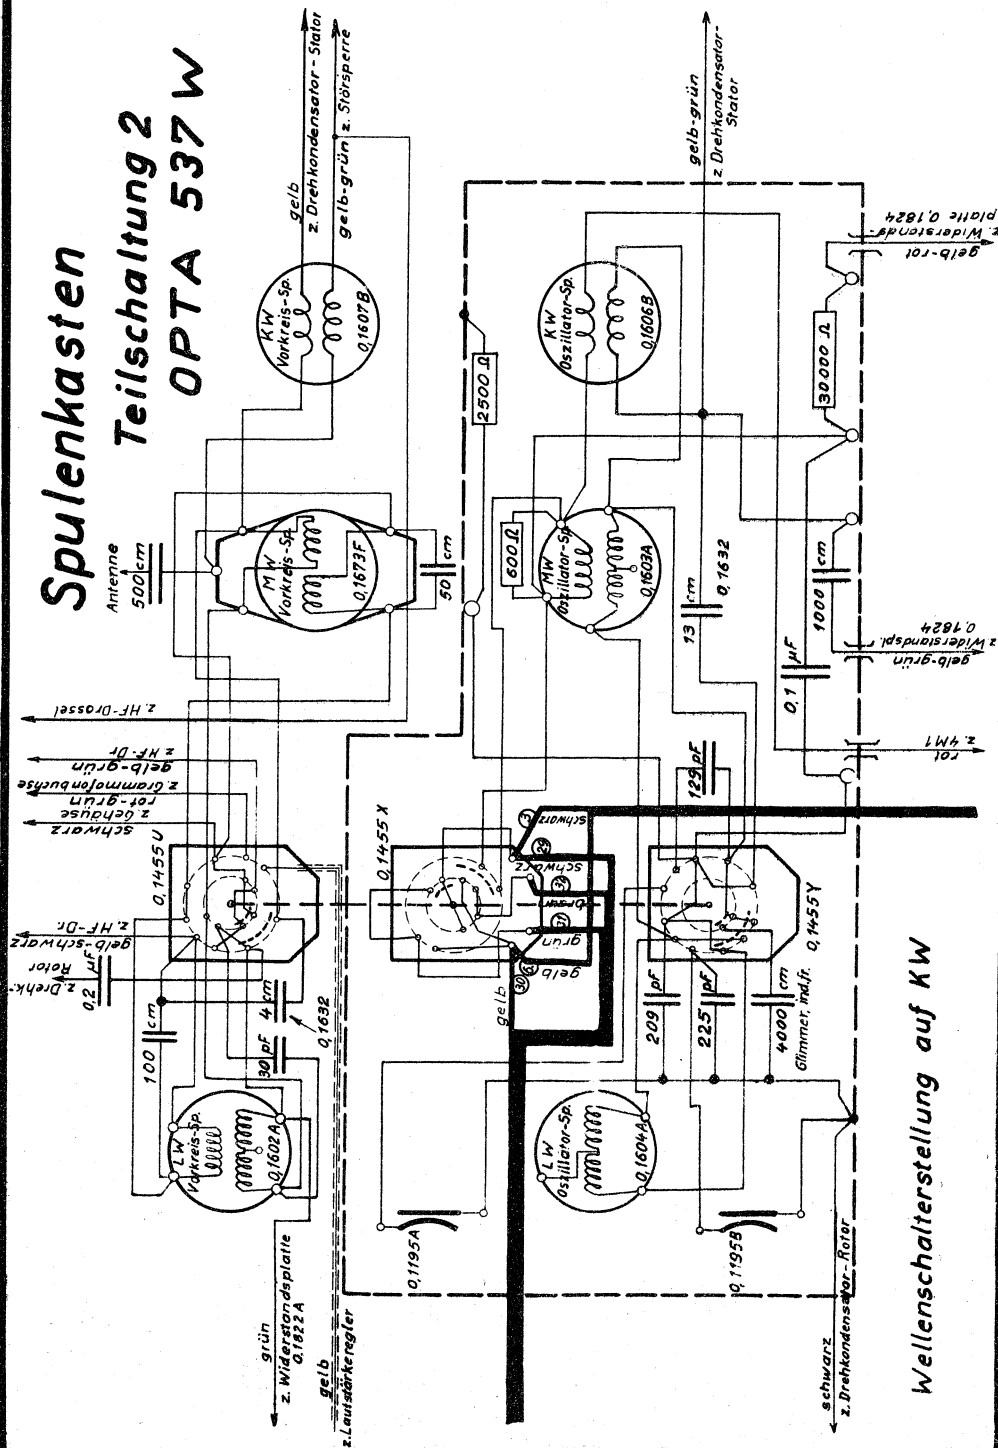 Spulenkasten
Teilschaltung 2
OPTA 537 W
grün
z. Widerstandsplatte
0.1822A
gelb
z. Lautstärkeregler
LW
Vorkreis-Sp.
0,1602A
100 cm
30 pF
4 cm
0,1632
0,2 µF
z. Drehk.-
Rotor
gelb-schwarz
z. HF-Dr.
0,1455U
schwarz
z. Gehäuse
rot-grün
z. Grammofonbuchse
gelb-grün
z. HF-Dr
z. HF-Drossel
Antenne
500 cm
MW
Vorkreis-Sp.
0,1673F
50 cm
KW
Vorkreis-Sp.
0,1607B
gelb
z. Drehkondensator-Stator
gelb-grün z. Störsperre
0,1195A
gelb
30
6
gelb
31
grün
32
braun
29
schwarz
3
schwarz
0,1455X
600 Ω
MW
Oszillator-Sp.
0,1603A
2500 Ω
KW
Oszillator-Sp.
0,1606B
LW
Oszillator-Sp.
0,1604A
0,1195B
209 pF
225 pF
4000 cm
Glimmer, ind.fr.
0,1455Y
129 pF
13 cm
0,1632
gelb-grün
z. Drehkondensator-
Stator
0,1 µF
1000 cm
30000 Ω
schwarz
z. Drehkondensator-Rotor
rot
z. 4M1
gelb-grün
z. Widerstandspl.
0,1824
gelb-rot
z. Widerstands-
platte 0,1824
Wellenschalterstellung auf KW